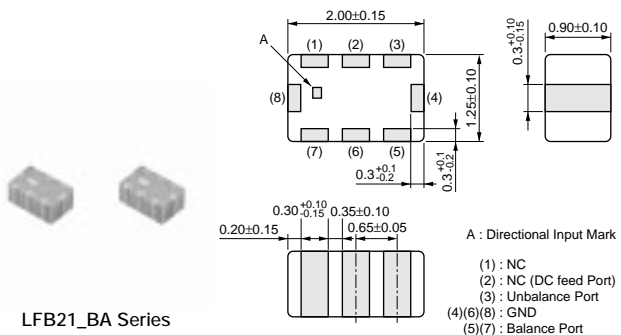 2.00±0.15
A
(1)
(2)
(3)
(8)
(4)
(7)
(6)
(5)
1.25±0.10
0.3+0.1-0.2
0.3+0.1-0.2
0.90±0.10
0.3+0.10-0.15
0.30+0.10-0.15
0.35±0.10
0.20±0.15
0.65±0.05
A : Directional Input Mark
(1) : NC
(2) : NC (DC feed Port)
(3) : Unbalance Port
(4)(6)(8) : GND
(5)(7) : Balance Port
LFB21_BA Series